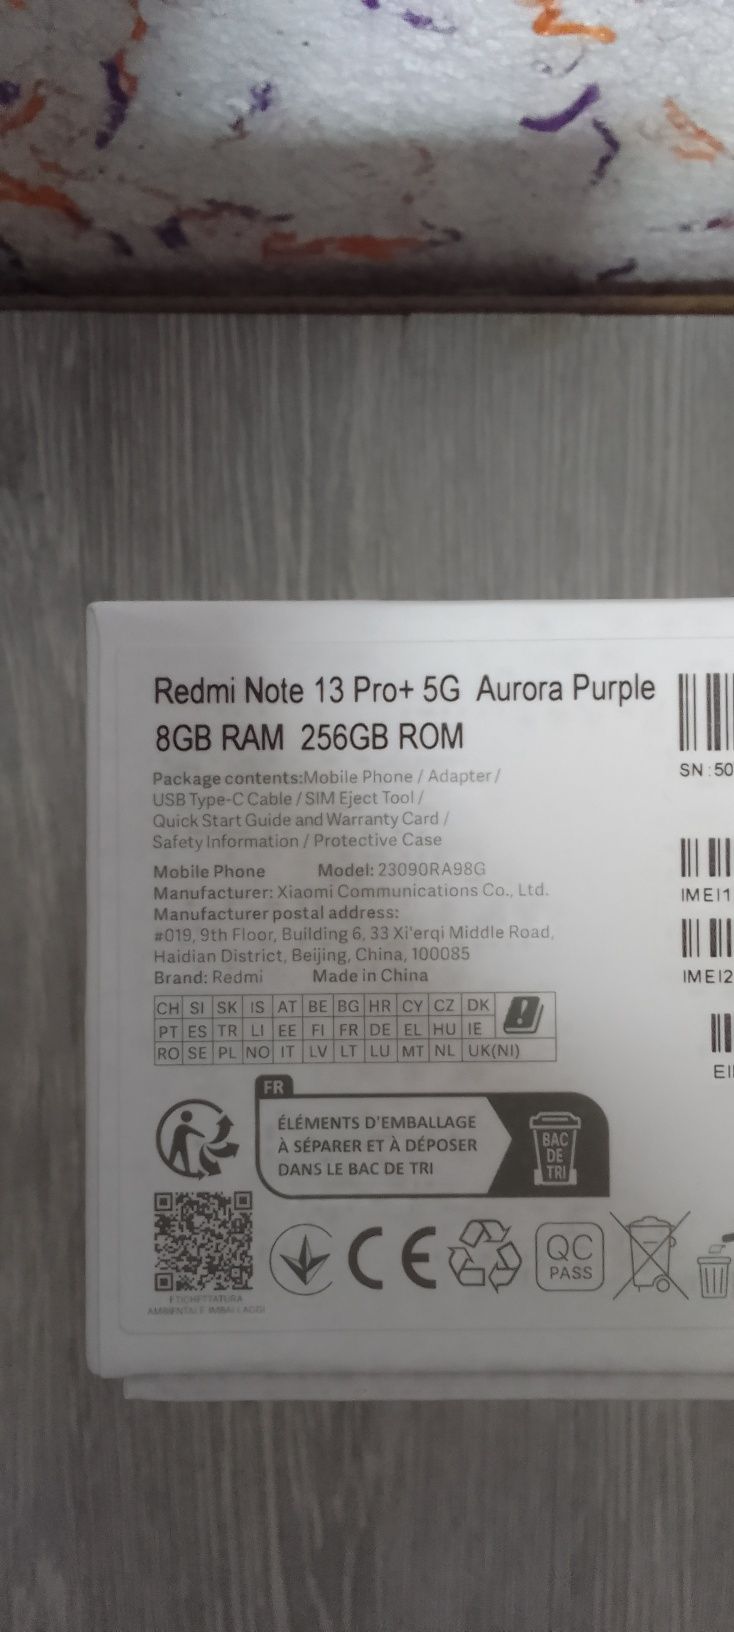 Redmi Note 13 Pro+ 5G Aurora Purple
8GB RAM 256GB ROM
Package contents:Mobile Phone / Adapter /
USB Type-C Cable / SIM Eject Tool /
Quick Start Guide and Warranty Card /
Safety Information / Protective Case
Mobile Phone Model: 23090RA98G
Manufacturer: Xiaomi Communications Co., Ltd.
Manufacturer postal address:
#019, 9th Floor, Building 6, 33 Xi'erqi Middle Road,
Haidian District, Beijing, China, 100085
Brand: Redmi Made in China
CH SI SK IS AT BE BG HR CY CZ DK
PT ES TR LI EE FI FR DE EL HU IE
RO SE PL NO IT LV LT LU MT NL UK(NI)
FR
ÉLÉMENTS D'EMBALLAGE
À SÉPARER ET À DÉPOSER
DANS LE BAC DE TRI
BAC
DE
TRI
CE
QC
PASS
ETICHETTATURA
AMBIENTALE IMBALLAGGI
SN:50
IMEI1
IMEI2